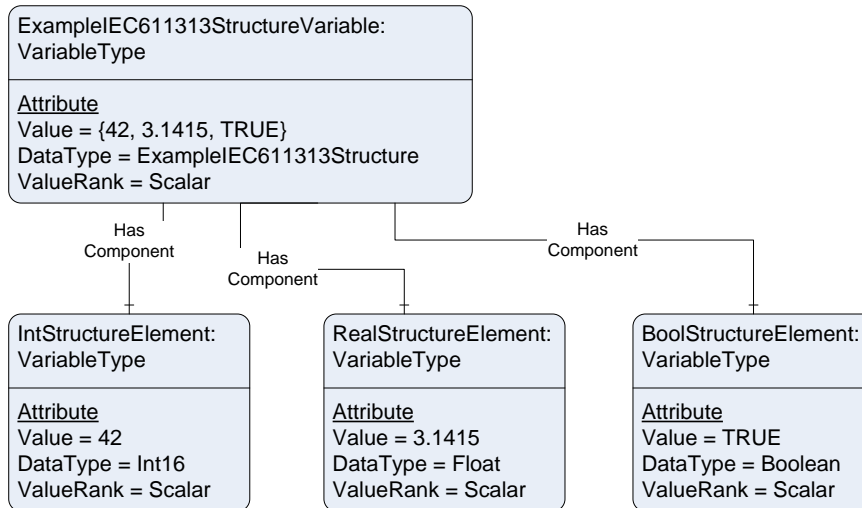 ExampleIEC611313StructureVariable:
VariableType
Attribute
Value = {42, 3.1415, TRUE}
DataType = ExampleIEC611313Structure
ValueRank = Scalar
Has
Component
Has
Component
Has
Component
IntStructureElement:
VariableType
Attribute
Value = 42
DataType = Int16
ValueRank = Scalar
RealStructureElement:
VariableType
Attribute
Value = 3.1415
DataType = Float
ValueRank = Scalar
BoolStructureElement:
VariableType
Attribute
Value = TRUE
DataType = Boolean
ValueRank = Scalar